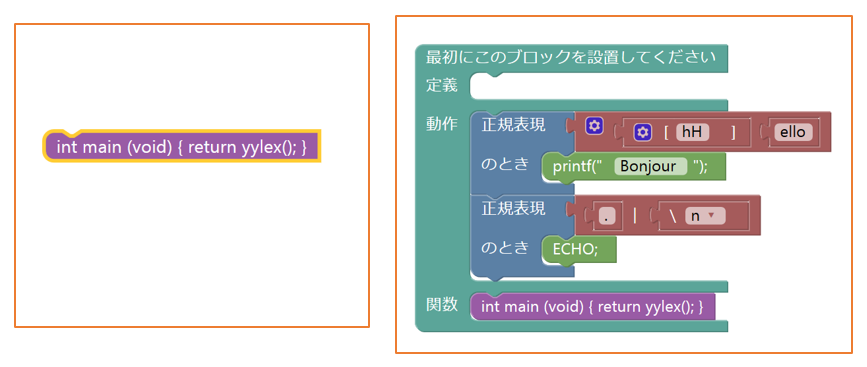 int main (void) { return yylex(); }
最初にこのブロックを設置してください
定義
動作 正規表現 [ hH ] ello
のとき printf(" Bonjour ");
正規表現 . | \ n
のとき ECHO;
関数 int main (void) { return yylex(); }